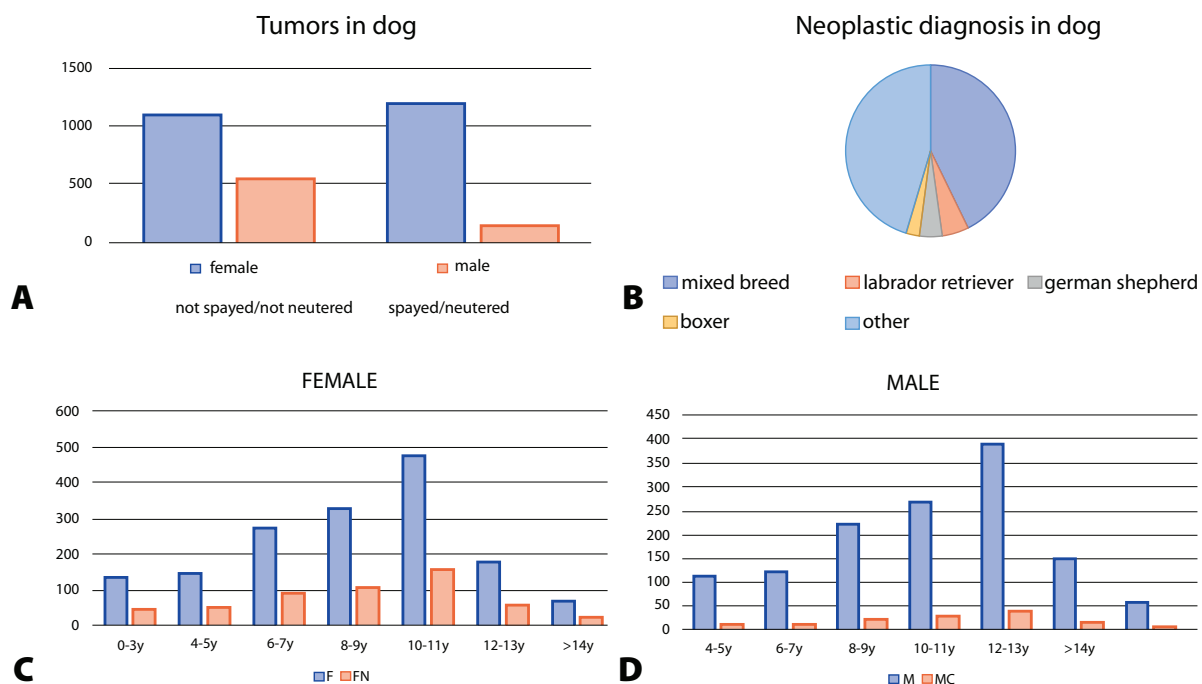 Tumors in dog
1500
1000
500
0
female male
not spayed/not neutered spayed/neutered
A
Neoplastic diagnosis in dog
mixed breed labrador retriever german shepherd
boxer other
B
FEMALE
600
500
400
300
200
100
0
0-3y 4-5y 6-7y 8-9y 10-11y 12-13y >14y
F FN
C
MALE
450
400
350
300
250
200
150
100
50
0
4-5y 6-7y 8-9y 10-11y 12-13y >14y
M MC
D